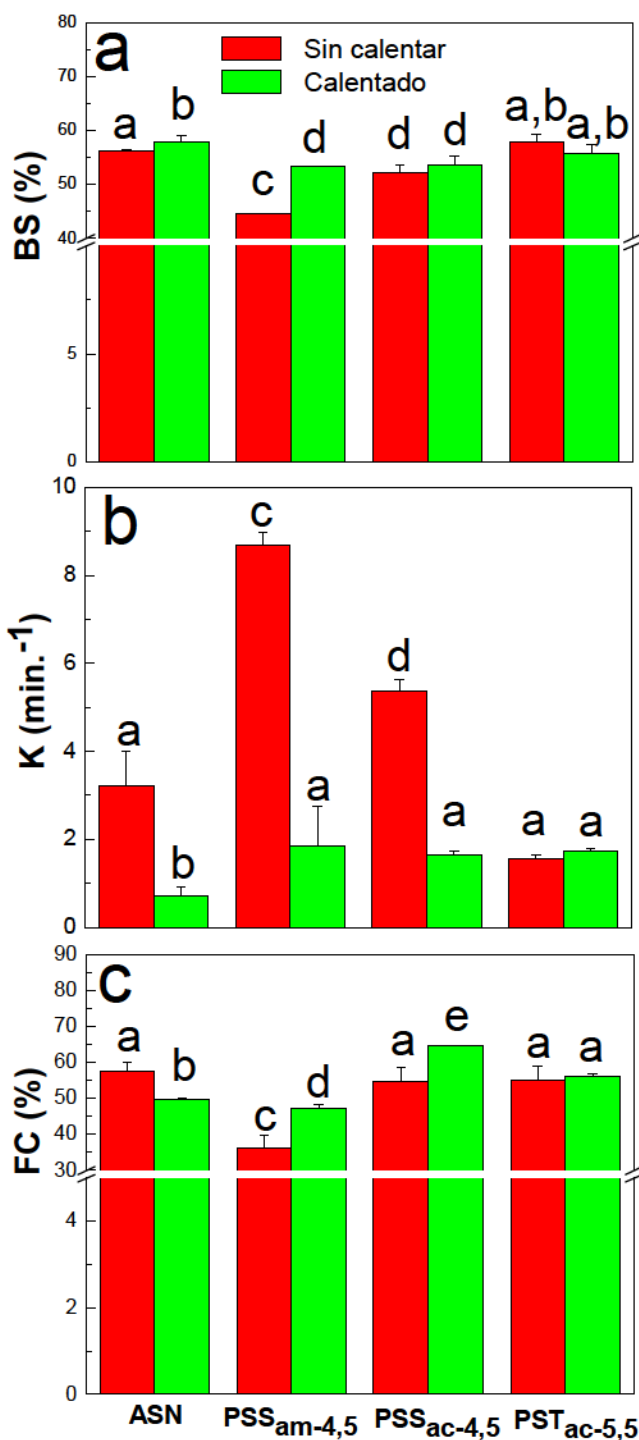 a
Sin calentar
Calentado
80
70
60
50
40
5
0
BS (%)
a b c d d d a,b a,b
b
10
8
6
4
2
0
K (min.-1)
a b c a d a a a
c
90
80
70
60
50
40
30
4
2
0
FC (%)
a b c d a e a a
ASN PSSam-4,5 PSSac-4,5 PSTac-5,5